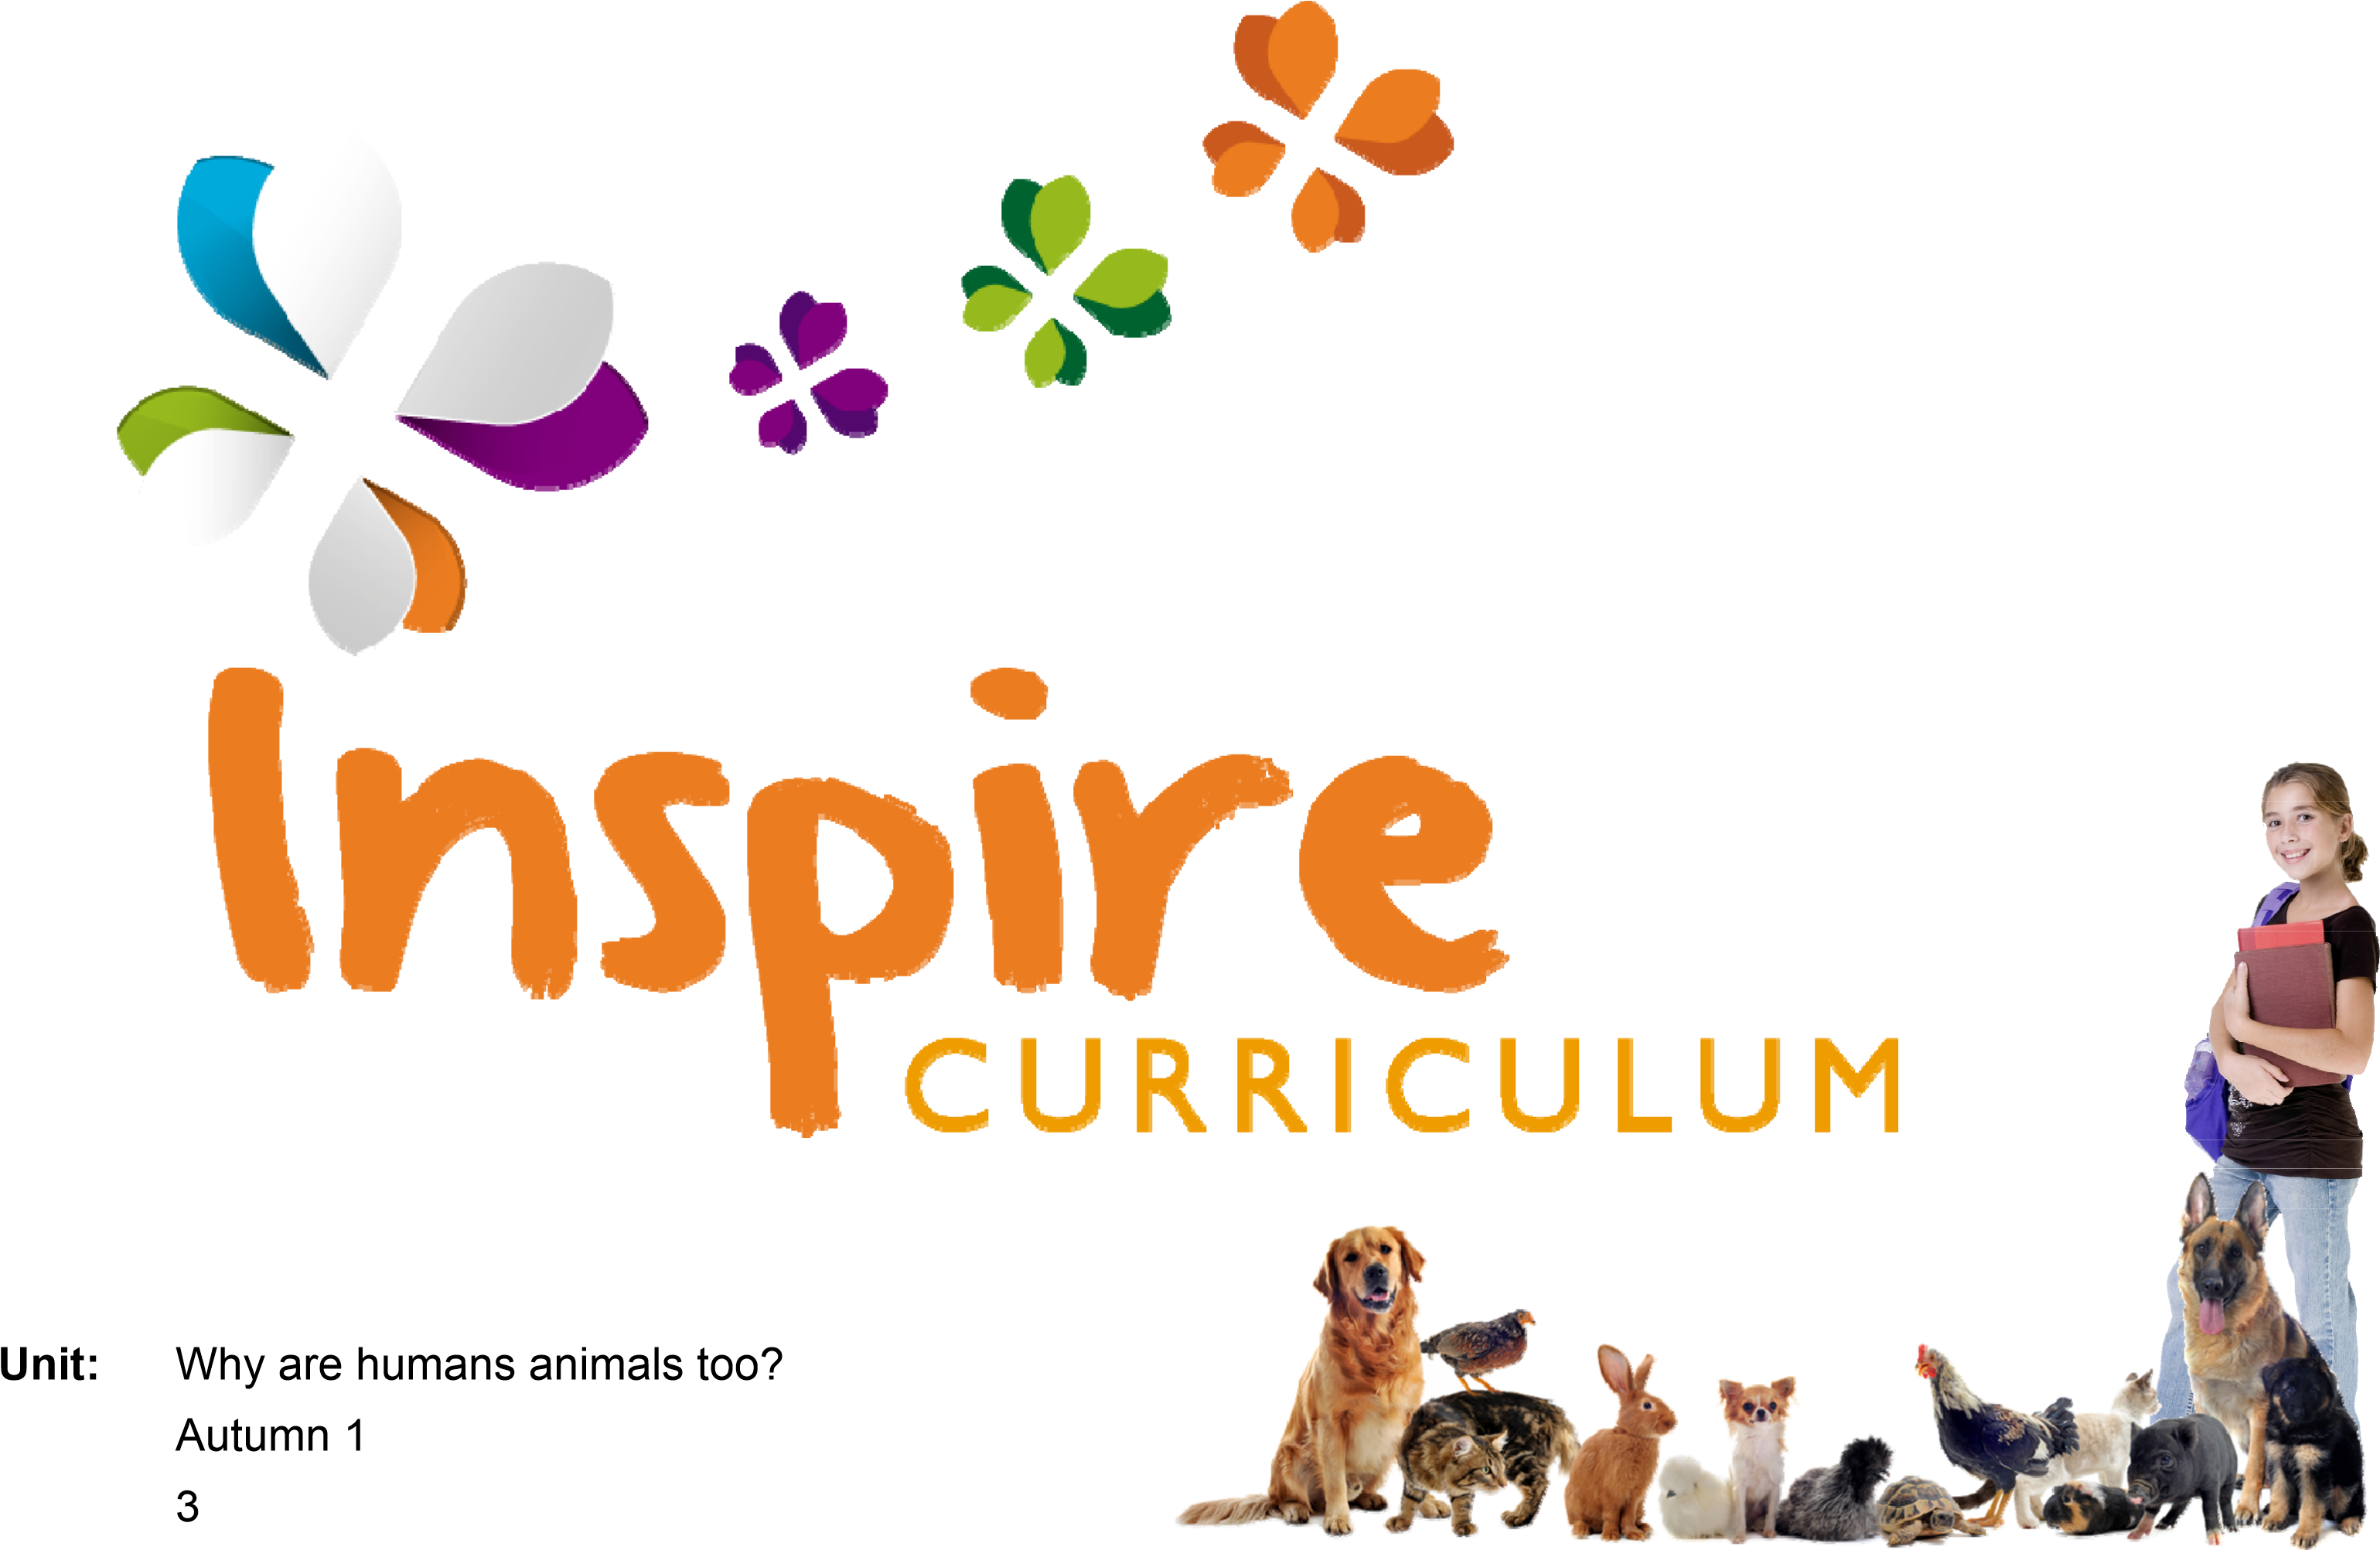 Inspire
CURRICULUM
Unit: Why are humans animals too?
Autumn 1
3